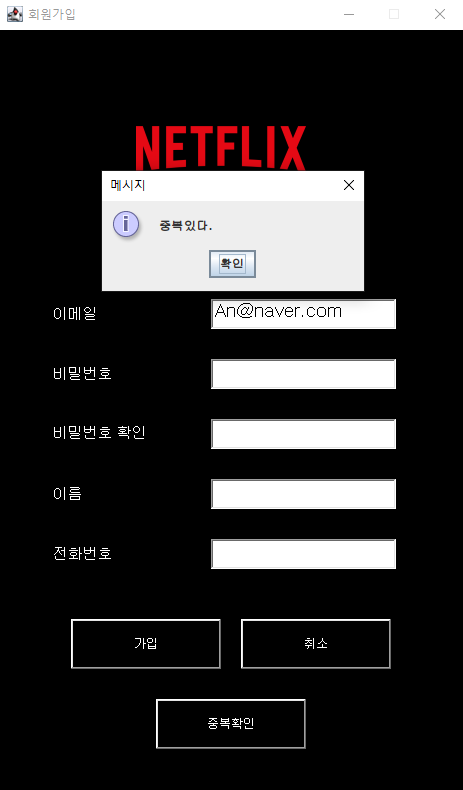 회원가입
NETFLIX
메시지
중복있다.
확인
이메일
An@naver.com
비밀번호
비밀번호 확인
이름
전화번호
가입
취소
중복확인